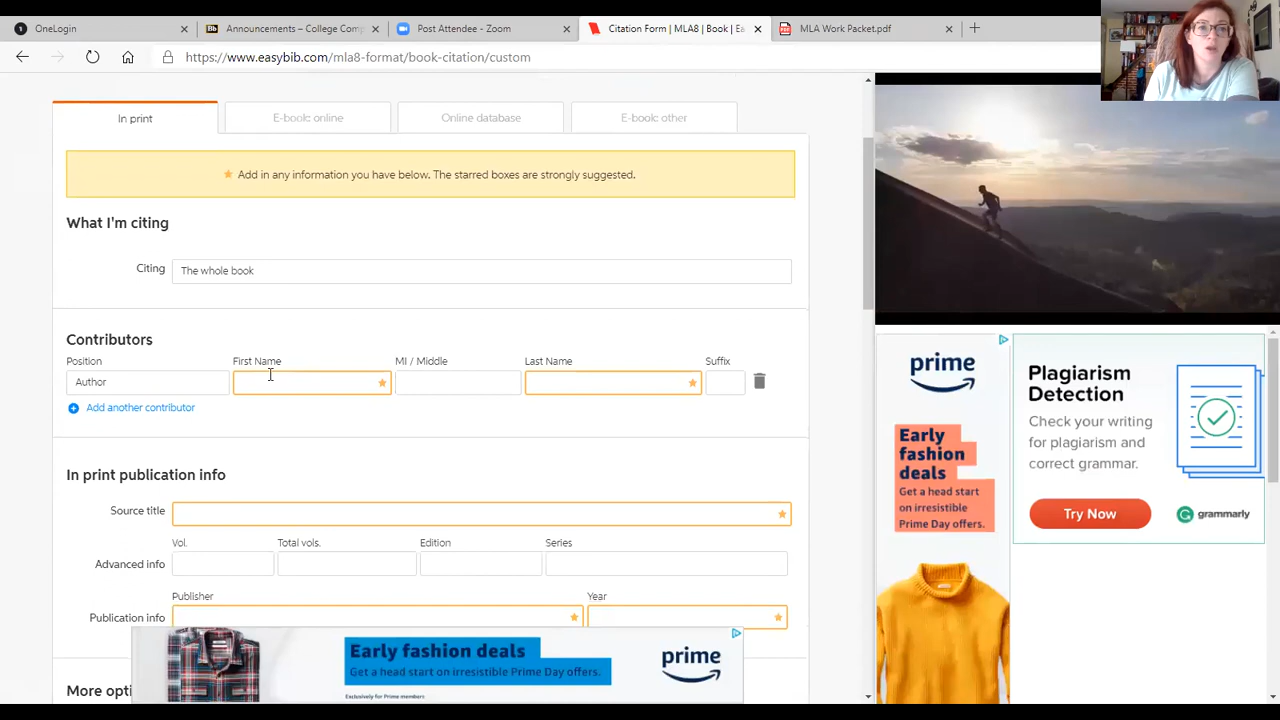 OneLogin
Announcements – College Comp
Post Attendee - Zoom
Citation Form | MLA8 | Book | Ea
MLA Work Packet.pdf
https://www.easybib.com/mla8-format/book-citation/custom
In print
E-book: online
Online database
E-book: other
Add in any information you have below. The starred boxes are strongly suggested.
What I'm citing
Citing
The whole book
Contributors
Position
First Name
MI / Middle
Last Name
Suffix
Author
Add another contributor
In print publication info
Source title
Vol.
Total vols.
Edition
Series
Advanced info
Publisher
Year
Publication info
More opti
Early fashion deals
Get a head start on irresistible Prime Day offers.
Exclusively for Prime members
prime
prime
Early
fashion
deals
Get a head start
on irresistible
Prime Day offers.
Plagiarism
Detection
Check your writing
for plagiarism and
correct grammar.
Try Now
grammarly